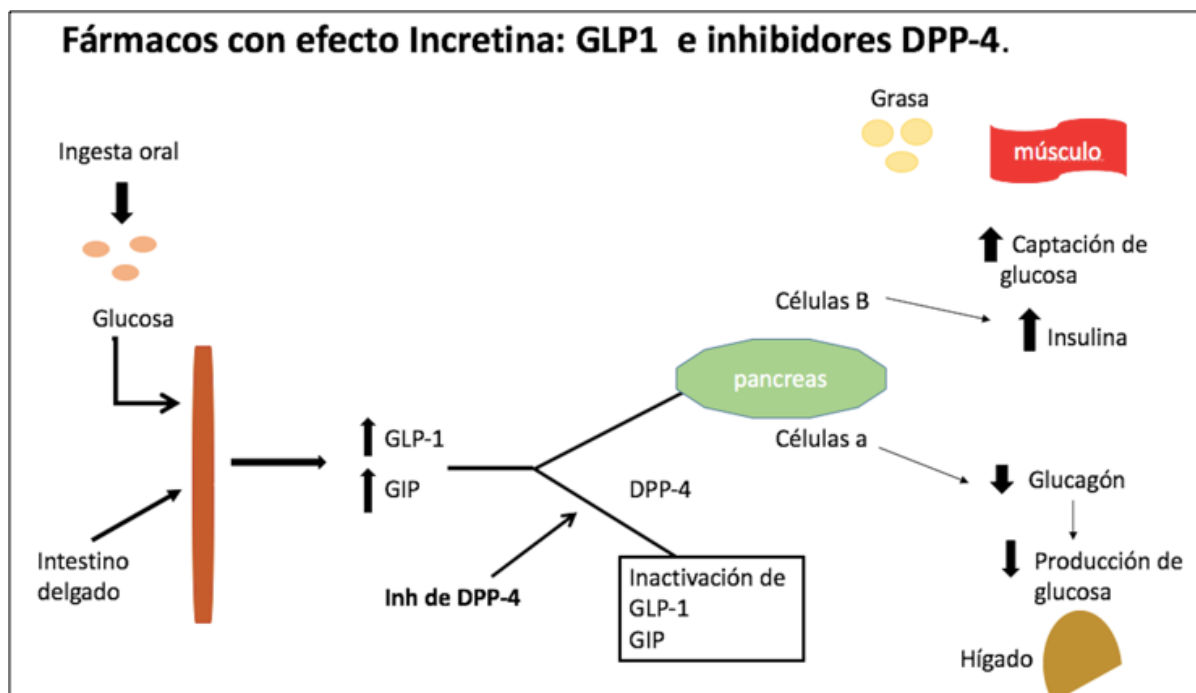 Fármacos con efecto Incretina: GLP1 e inhibidores DPP-4.
Grasa
músculo
Ingesta oral
Glucosa
Intestino
delgado
GLP-1
GIP
Inh de DPP-4
DPP-4
Inactivación de
GLP-1
GIP
pancreas
Células B
Captación de
glucosa
Insulina
Células a
Glucagón
Producción de
glucosa
Hígado